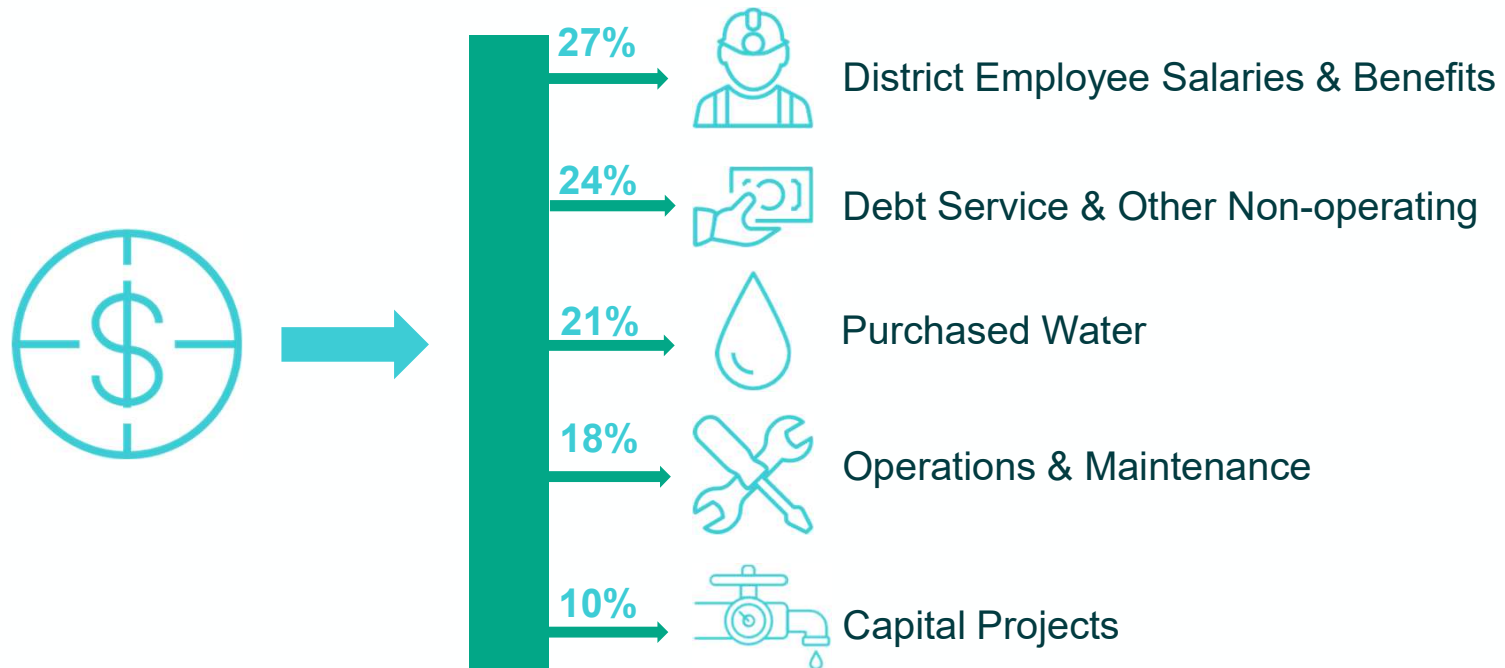 27%
District Employee Salaries & Benefits
24%
Debt Service & Other Non-operating
21%
Purchased Water
18%
Operations & Maintenance
10%
Capital Projects
$